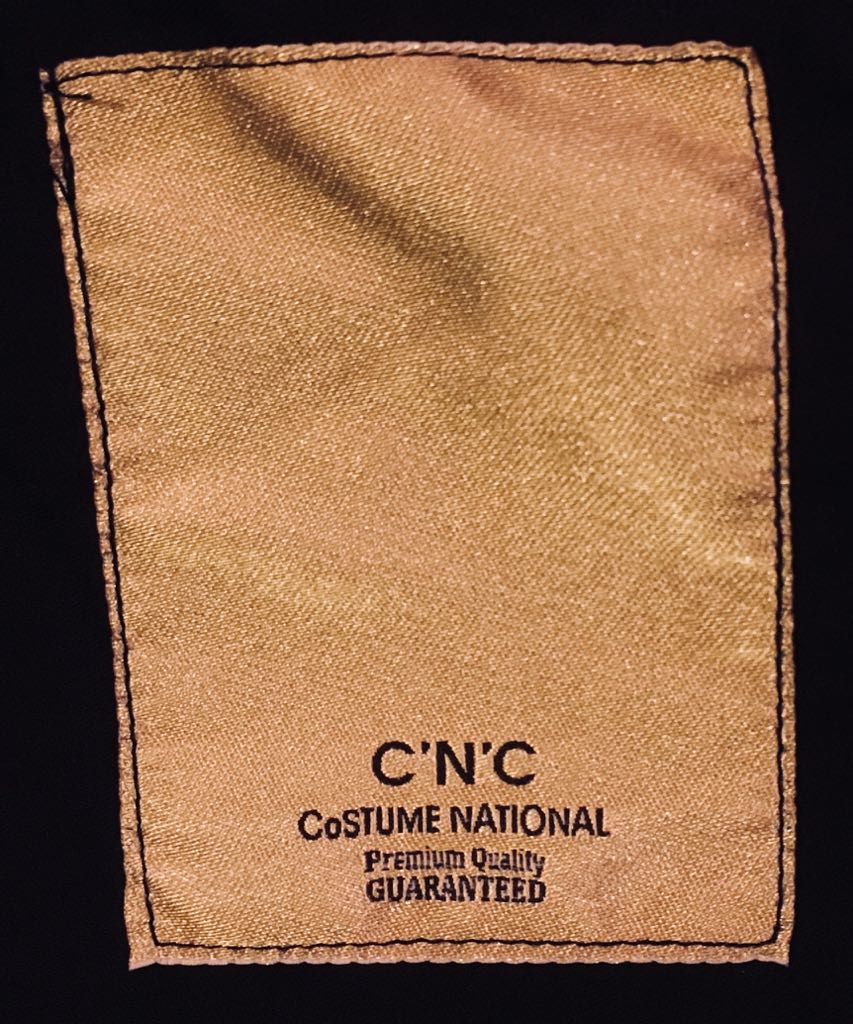 C'N'C
CoSTUME NATIONAL
Premium Quality
GUARANTEED